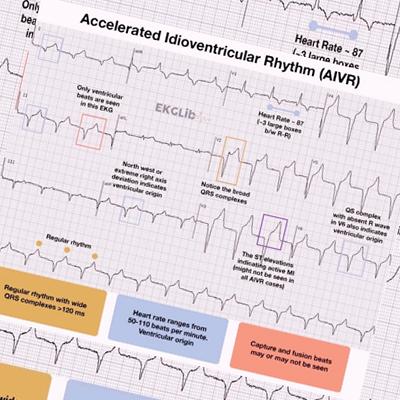 Only
bea
in
Heart Rate ~ 87
(~3 large boxes
Accelerated Idioventricular Rhythm (AIVR)
Only ventricular
beats are seen
in this EKG
EKGLib
Heart Rate ~ 87
(~3 large boxes
b/w R-R)
North west or
extreme right axis
deviation indicates
ventricular origin
Notice the broad
QRS complexes
QS complex
with absent R wave
in V6 also indicates
ventricular origin
Regular rhythm
The ST elevations
indicating active MI
(might not be seen in
all AIVR cases)
Regular rhythm with wide
QRS complexes >120 ms
Heart rate ranges from
50-110 beats per minute.
Ventricular origin
Capture and fusion beats
may or may not be seen